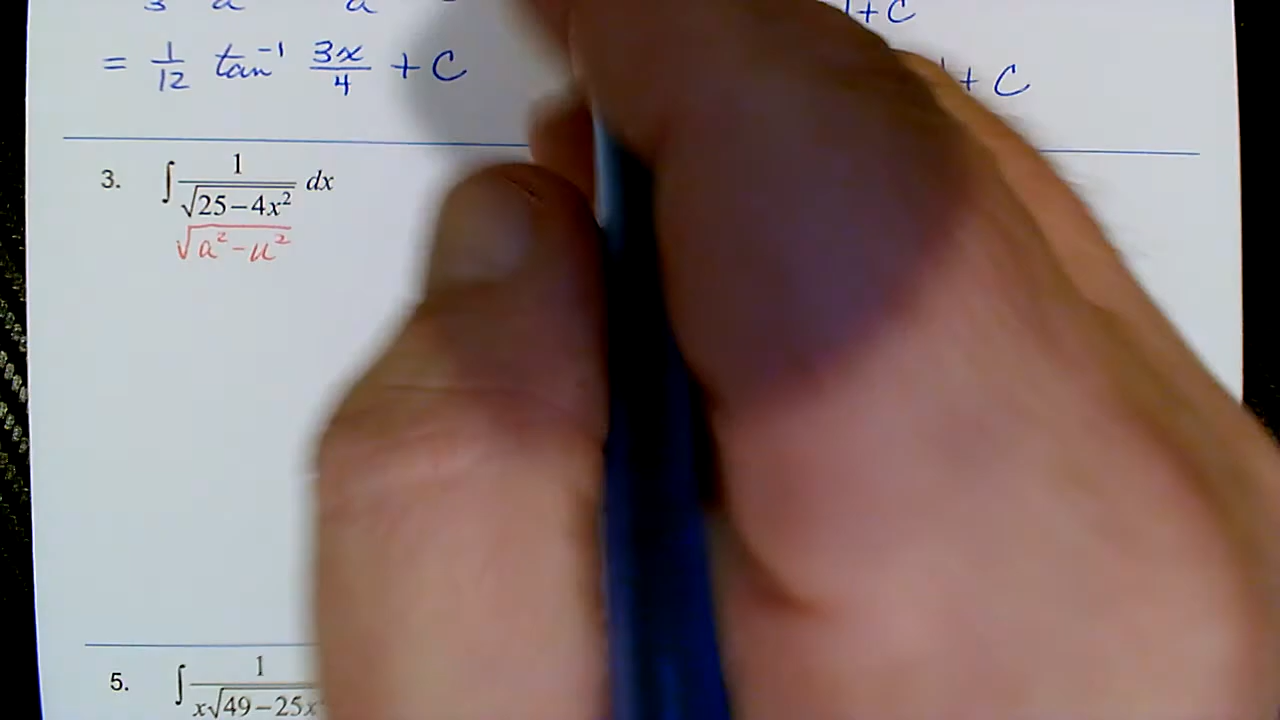 + C
= 1/12 tan⁻¹ 3x/4 + C
+ C
3. ∫ 1/√(25 – 4x²) dx
√(a² – u²)
5. ∫ 1/x√49 – 25x